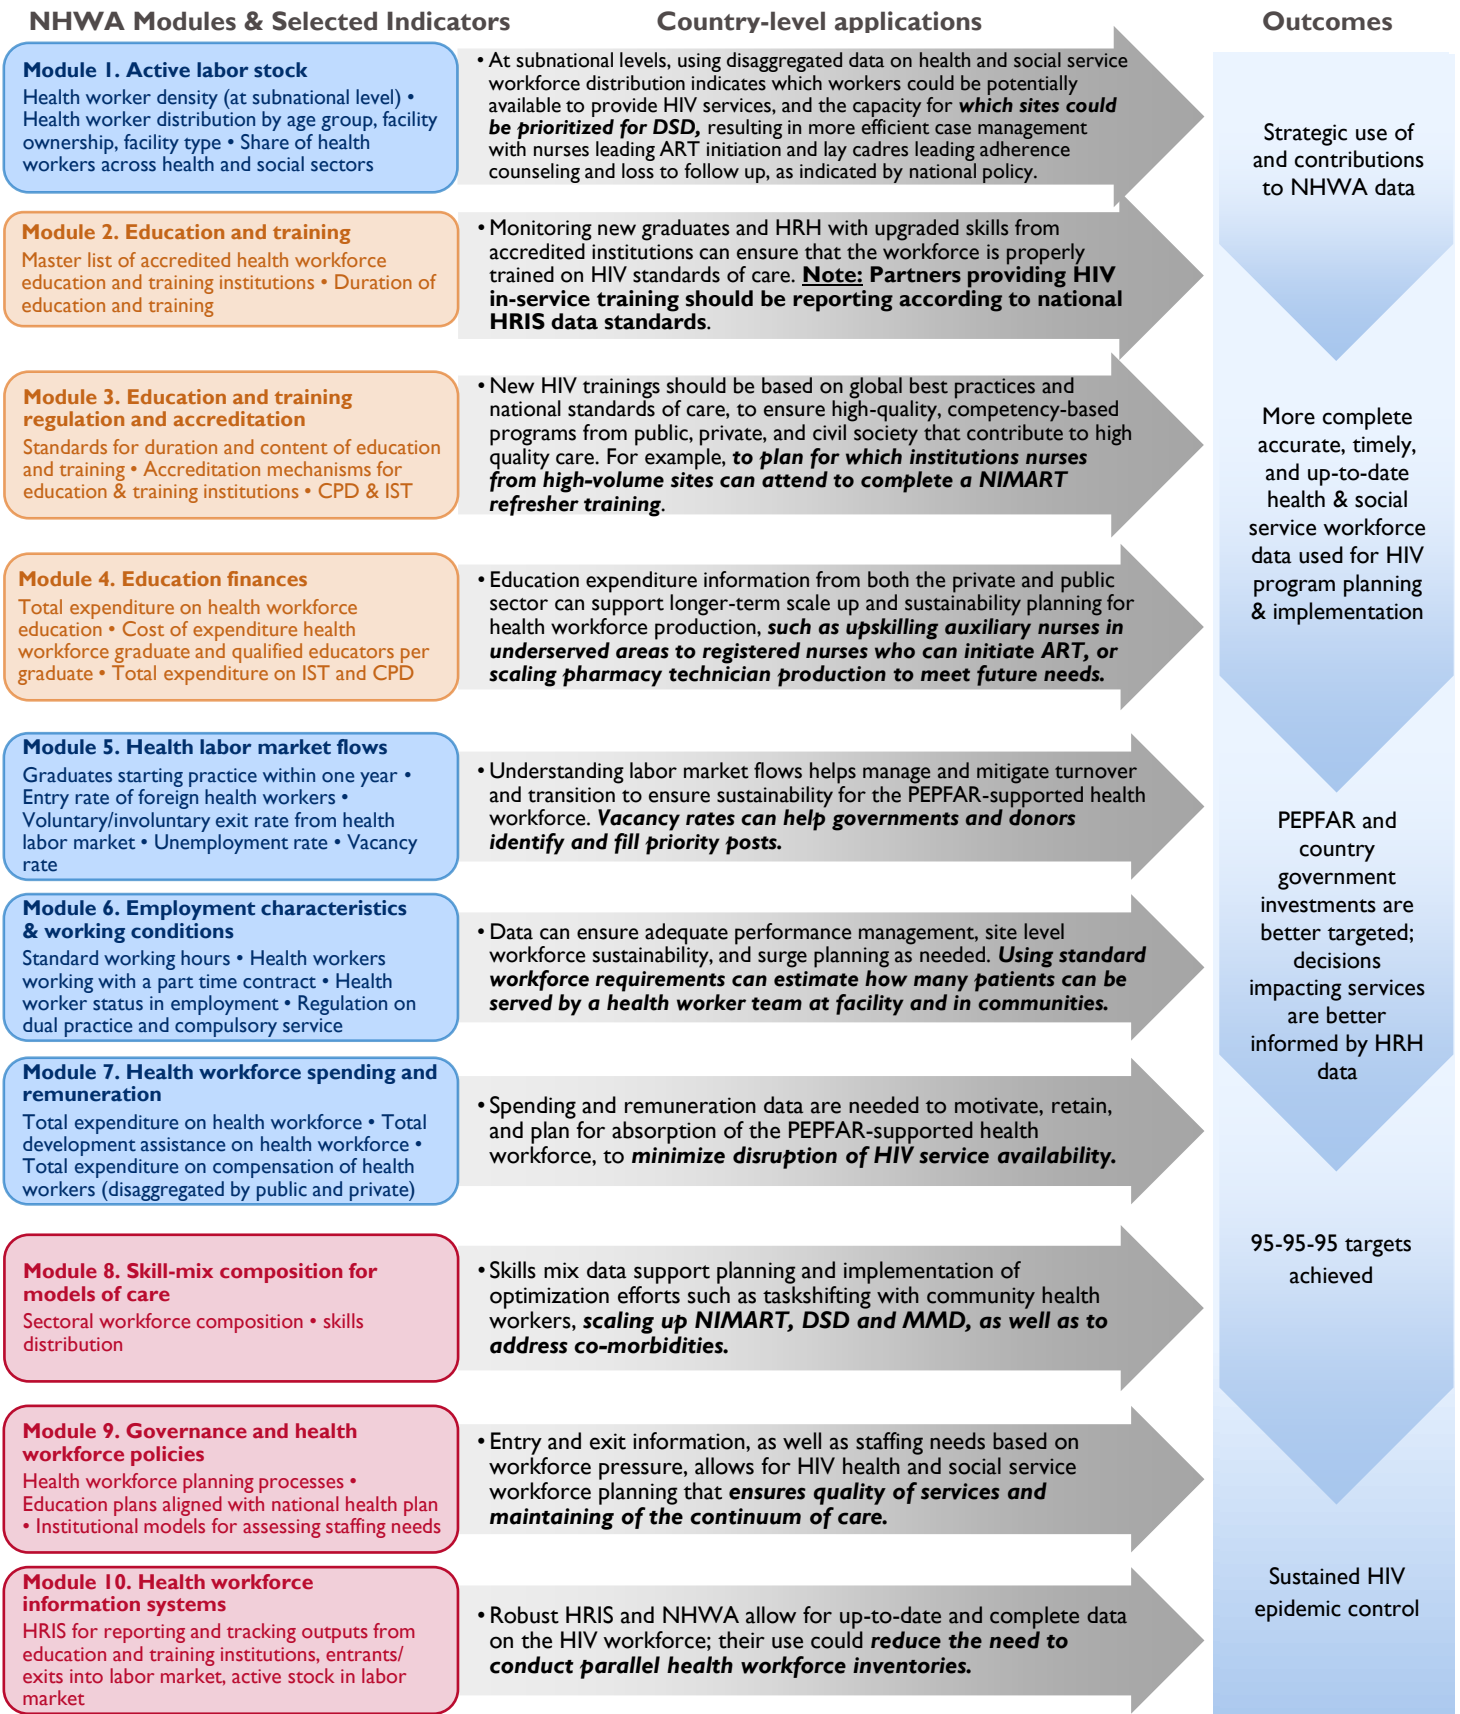 NHWA Modules & Selected Indicators
Country-level applications
Outcomes
Module 1. Active labor stock
Health worker density (at subnational level) •
Health worker distribution by age group, facility
ownership, facility type • Share of health
workers across health and social sectors
• At subnational levels, using disaggregated data on health and social service
workforce distribution indicates which workers could be potentially
available to provide HIV services, and the capacity for which sites could
be prioritized for DSD, resulting in more efficient case management
with nurses leading ART initiation and lay cadres leading adherence
counseling and loss to follow up, as indicated by national policy.
Module 2. Education and training
Master list of accredited health workforce
education and training institutions • Duration of
education and training
• Monitoring new graduates and HRH with upgraded skills from
accredited institutions can ensure that the workforce is properly
trained on HIV standards of care. Note: Partners providing HIV
in-service training should be reporting according to national
HRIS data standards.
Module 3. Education and training
regulation and accreditation
Standards for duration and content of education
and training • Accreditation mechanisms for
education & training institutions • CPD & IST
• New HIV trainings should be based on global best practices and
national standards of care, to ensure high-quality, competency-based
programs from public, private, and civil society that contribute to high
quality care. For example, to plan for which institutions nurses
from high-volume sites can attend to complete a NIMART
refresher training.
Module 4. Education finances
Total expenditure on health workforce
education • Cost of expenditure health
workforce graduate and qualified educators per
graduate • Total expenditure on IST and CPD
• Education expenditure information from both the private and public
sector can support longer-term scale up and sustainability planning for
health workforce production, such as upskilling auxiliary nurses in
underserved areas to registered nurses who can initiate ART, or
scaling pharmacy technician production to meet future needs.
Module 5. Health labor market flows
Graduates starting practice within one year •
Entry rate of foreign health workers •
Voluntary/involuntary exit rate from health
labor market • Unemployment rate • Vacancy
rate
• Understanding labor market flows helps manage and mitigate turnover
and transition to ensure sustainability for the PEPFAR-supported health
workforce. Vacancy rates can help governments and donors
identify and fill priority posts.
Module 6. Employment characteristics
& working conditions
Standard working hours • Health workers
working with a part time contract • Health
worker status in employment • Regulation on
dual practice and compulsory service
• Data can ensure adequate performance management, site level
workforce sustainability, and surge planning as needed. Using standard
workforce requirements can estimate how many patients can be
served by a health worker team at facility and in communities.
Module 7. Health workforce spending and
remuneration
Total expenditure on health workforce • Total
development assistance on health workforce •
Total expenditure on compensation of health
workers (disaggregated by public and private)
• Spending and remuneration data are needed to motivate, retain,
and plan for absorption of the PEPFAR-supported health
workforce, to minimize disruption of HIV service availability.
Module 8. Skill-mix composition for
models of care
Sectoral workforce composition • skills
distribution
• Skills mix data support planning and implementation of
optimization efforts such as taskshifting with community health
workers, scaling up NIMART, DSD and MMD, as well as to
address co-morbidities.
Module 9. Governance and health
workforce policies
Health workforce planning processes •
Education plans aligned with national health plan
• Institutional models for assessing staffing needs
• Entry and exit information, as well as staffing needs based on
workforce pressure, allows for HIV health and social service
workforce planning that ensures quality of services and
maintaining of the continuum of care.
Module 10. Health workforce
information systems
HRIS for reporting and tracking outputs from
education and training institutions, entrants/
exits into labor market, active stock in labor
market
• Robust HRIS and NHWA allow for up-to-date and complete data
on the HIV workforce; their use could reduce the need to
conduct parallel health workforce inventories.
Strategic use of
and contributions
to NHWA data
More complete
accurate, timely,
and up-to-date
health & social
service workforce
data used for HIV
program planning
& implementation
PEPFAR and
country
government
investments are
better targeted;
decisions
impacting services
are better
informed by HRH
data
95-95-95 targets
achieved
Sustained HIV
epidemic control